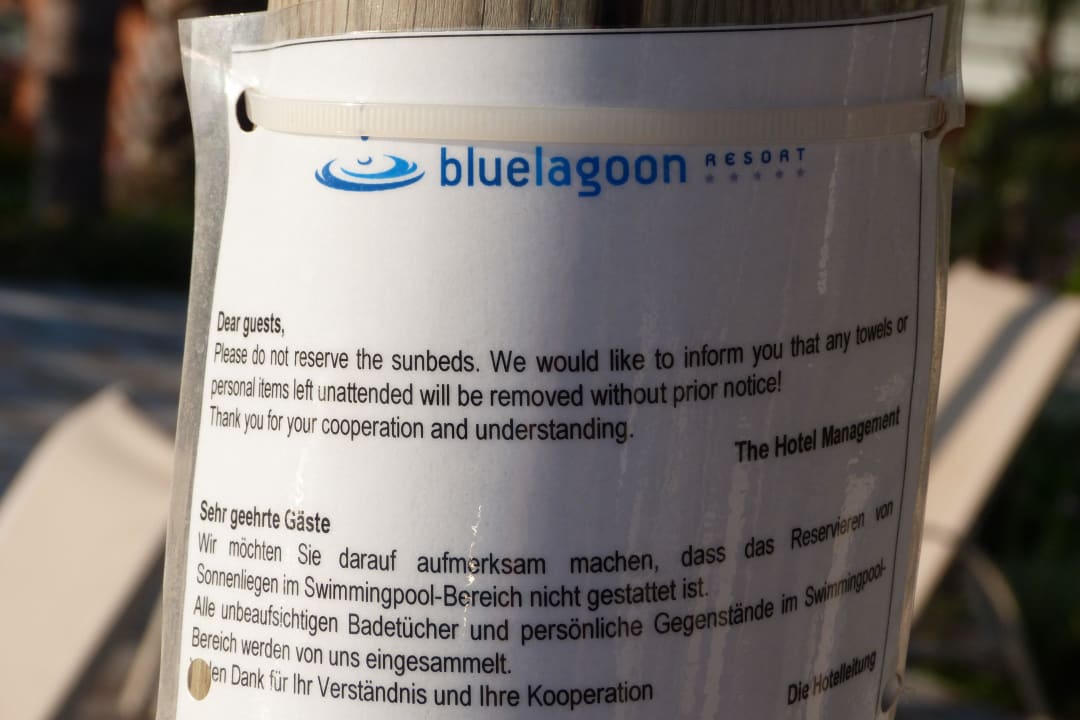 bluelagoon RESORT
Dear guests,
Please do not reserve the sunbeds. We would like to inform you that any towels or
personal items left unattended will be removed without prior notice!
Thank you for your cooperation and understanding.
The Hotel Management
Sehr geehrte Gäste
Wir möchten Sie darauf aufmerksam machen, dass das Reservieren von
Sonnenliegen im Swimmingpool-Bereich nicht gestattet ist.
Alle unbeaufsichtigen Badetücher und persönliche Gegenstände im Swimmingpool-
Bereich werden von uns eingesammelt.
Dank für Ihr Verständnis und Ihre Kooperation
Die Hotelleitung